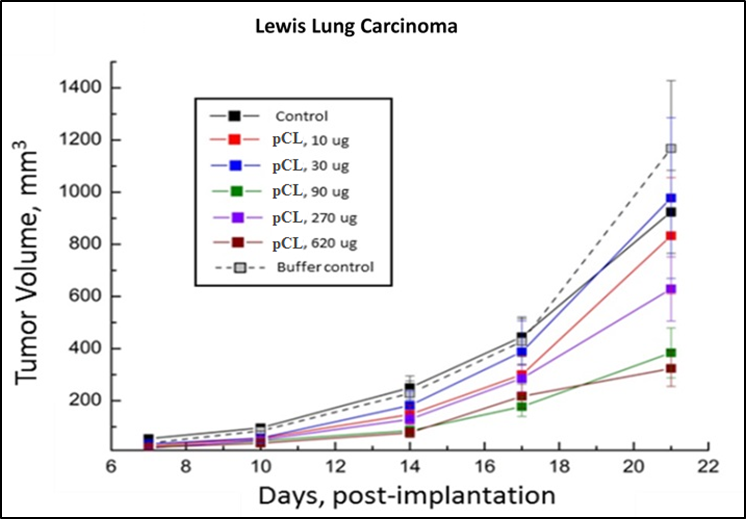 Lewis Lung Carcinoma
Tumor Volume, mm³
1400
1200
1000
800
600
400
200
Control
pCL, 10 ug
pCL, 30 ug
pCL, 90 ug
pCL, 270 ug
pCL, 620 ug
Buffer control
6 8 10 12 14 16 18 20 22
Days, post-implantation